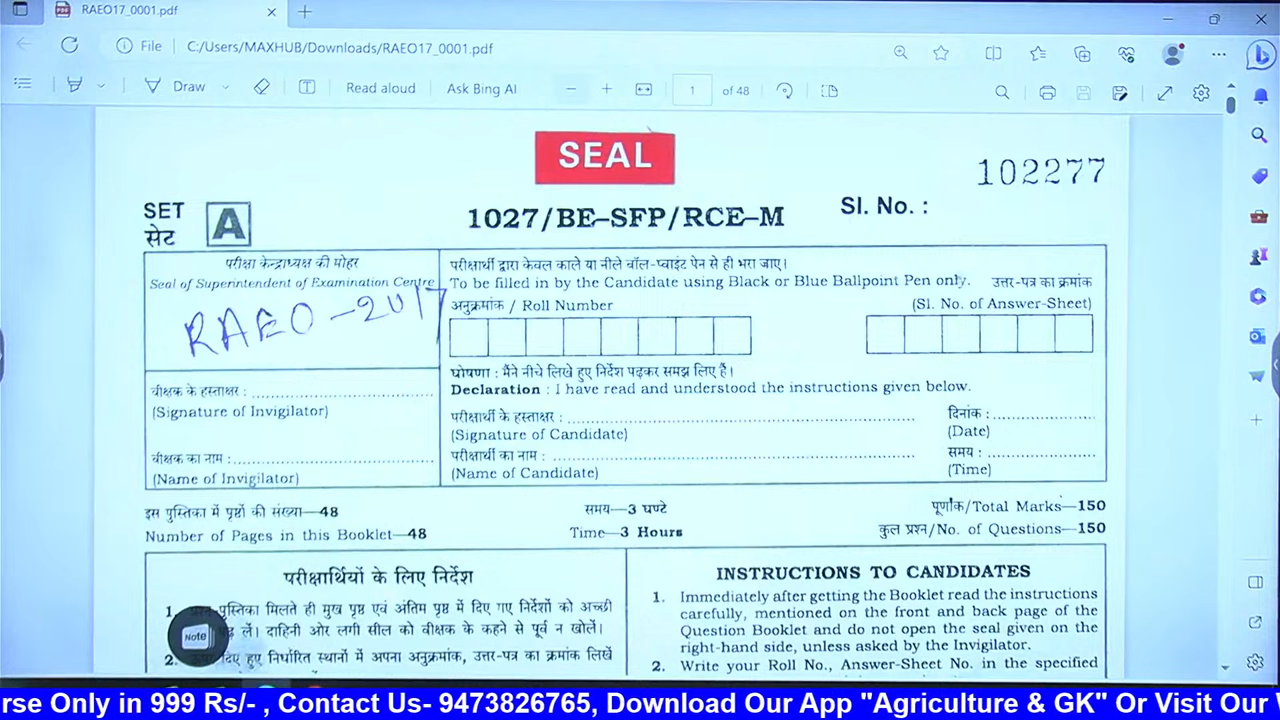 RAEO17_0001.pdf
File C:/Users/MAXHUB/Downloads/RAEO17_0001.pdf
Draw Read aloud Ask Bing AI 1 of 48
SEAL
102277
SET
सेट
A
1027/BE–SFP/RCE–M
Sl. No. :
परीक्षा केन्द्राध्यक्ष की मोहर
Seal of Superintendent of Examination Centre
RAEO - 2017
परीक्षार्थी द्वारा केवल काले या नीले बॉल-प्वाइंट पेन से ही भरा जाए।
To be filled in by the Candidate using Black or Blue Ballpoint Pen only. उत्तर-पत्र का क्रमांक
अनुक्रमांक / Roll Number (Sl. No. of Answer-Sheet)
घोषणा : मैंने नीचे लिखे हुए निर्देश पढ़कर समझ लिए हैं।
Declaration : I have read and understood the instructions given below.
वीक्षक के हस्ताक्षर :
(Signature of Invigilator)
परीक्षार्थी के हस्ताक्षर : दिनांक :
(Signature of Candidate) (Date)
वीक्षक का नाम :
(Name of Invigilator)
परीक्षार्थी का नाम : समय :
(Name of Candidate) (Time)
इस पुस्तिका में पृष्ठों की संख्या—48 समय—3 घण्टे पूर्णांक/Total Marks—150
Number of Pages in this Booklet—48 Time—3 Hours कुल प्रश्न/No. of Questions—150
परीक्षार्थियों के लिए निर्देश
1. पुस्तिका मिलते ही मुख पृष्ठ एवं अंतिम पृष्ठ में दिए गए निर्देशों को अच्छी
लें। दाहिनी ओर लगी सील को वीक्षक के कहने से पूर्व न खोलें।
2. दिए हुए निर्धारित स्थानों में अपना अनुक्रमांक, उत्तर-पत्र का क्रमांक लिखें
Note
INSTRUCTIONS TO CANDIDATES
1. Immediately after getting the Booklet read the instructions
carefully, mentioned on the front and back page of the
Question Booklet and do not open the seal given on the
right-hand side, unless asked by the Invigilator.
2. Write your Roll No., Answer-Sheet No. in the specified
rse Only in 999 Rs/- , Contact Us- 9473826765, Download Our App "Agriculture & GK" Or Visit Our